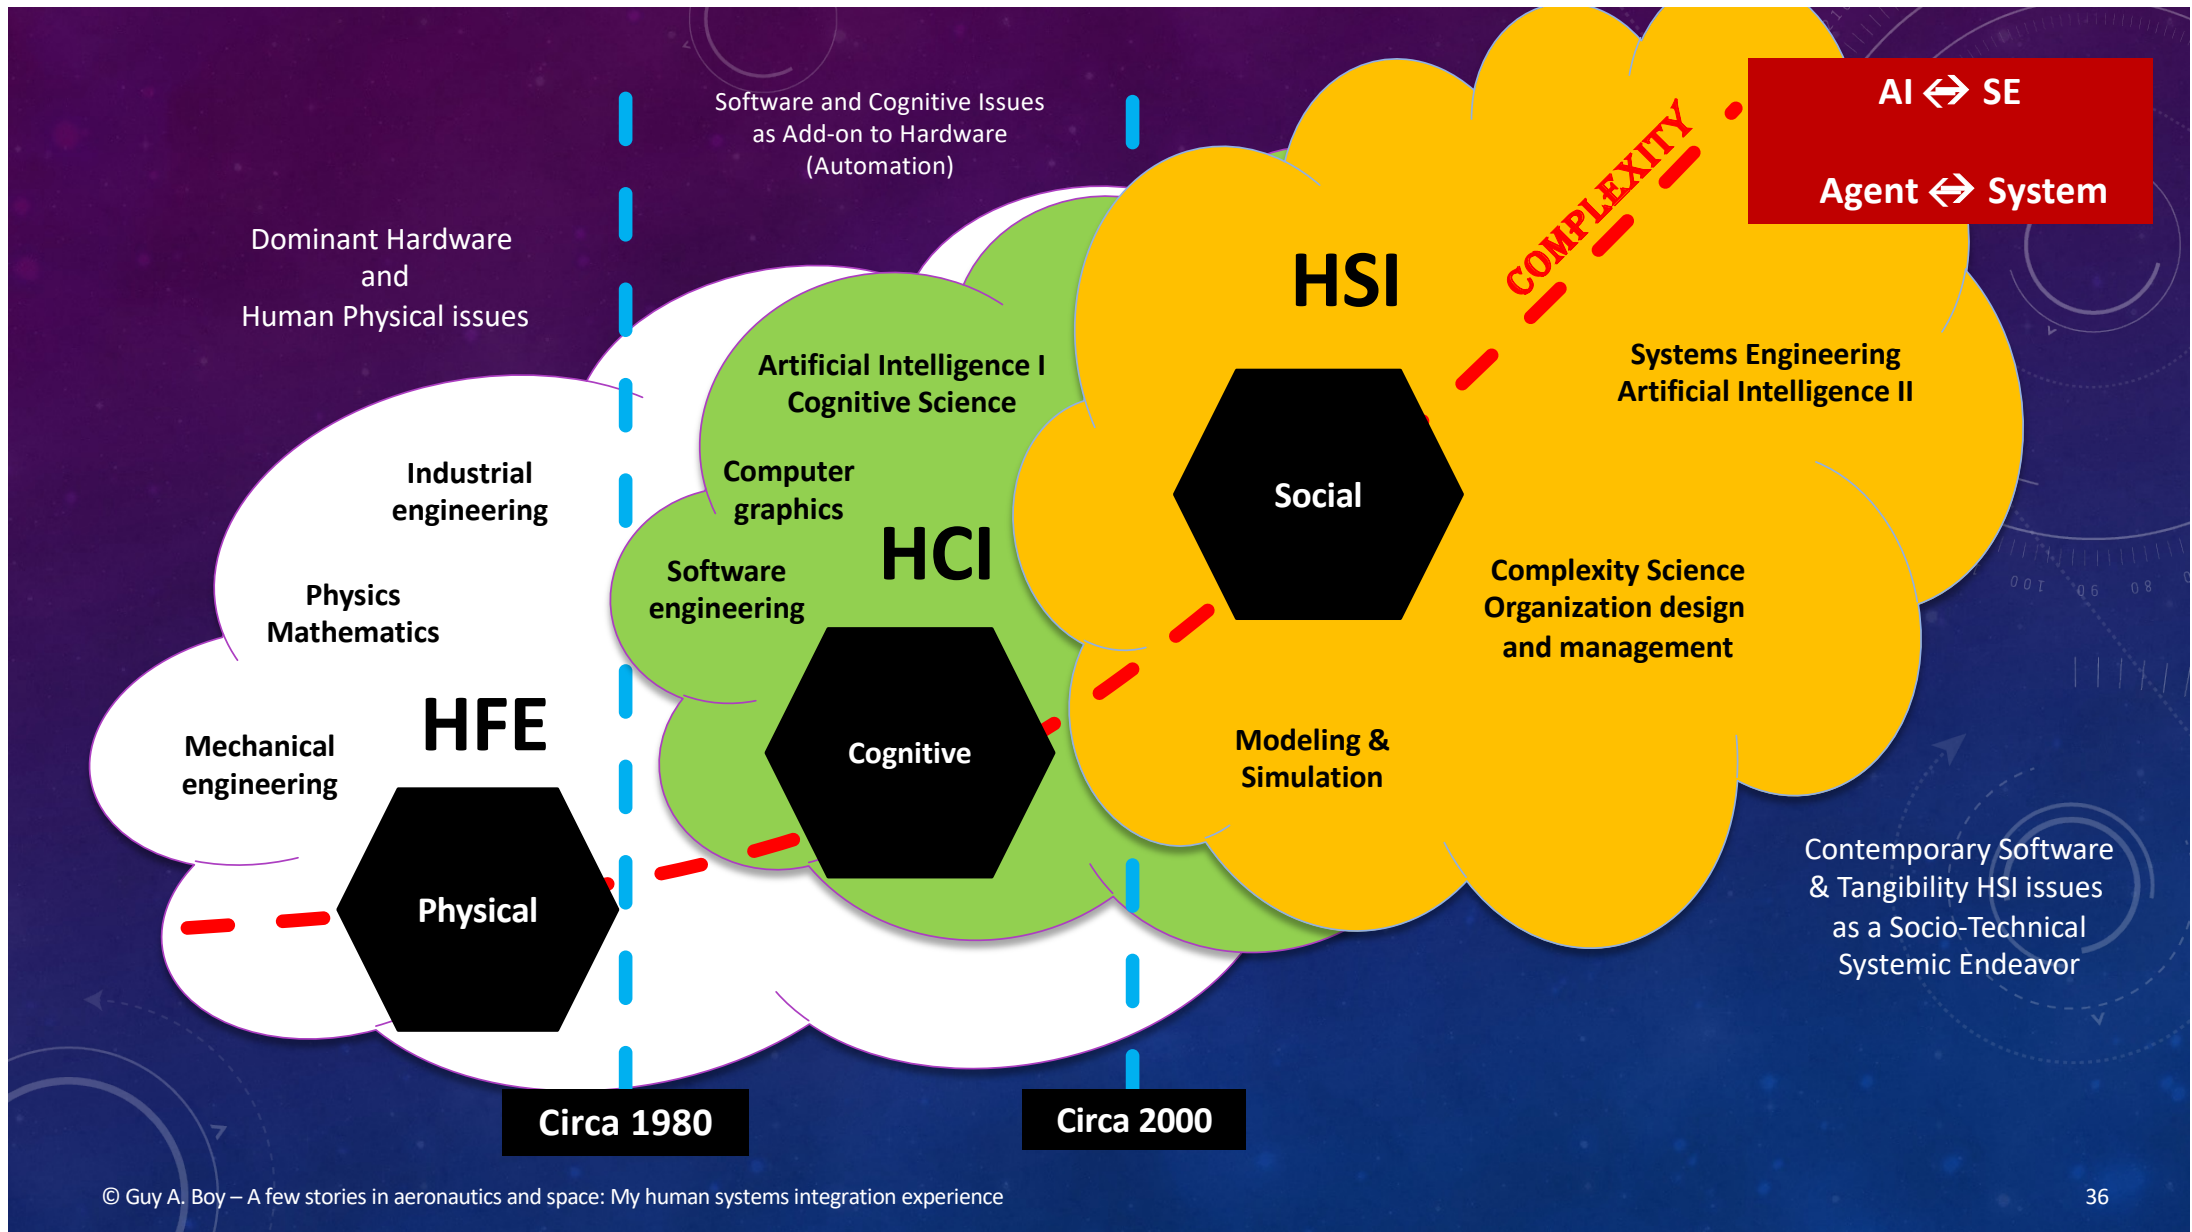 Software and Cognitive Issues
as Add-on to Hardware
(Automation)
Dominant Hardware
and
Human Physical issues
AI ⇔ SE
Agent ⇔ System
COMPLEXITY
HSI
Systems Engineering
Artificial Intelligence II
Social
Complexity Science
Organization design
and management
Modeling &
Simulation
Artificial Intelligence I
Cognitive Science
Computer
graphics
HCI
Software
engineering
Cognitive
Industrial
engineering
Physics
Mathematics
HFE
Mechanical
engineering
Physical
Contemporary Software
& Tangibility HSI issues
as a Socio-Technical
Systemic Endeavor
Circa 1980
Circa 2000
© Guy A. Boy – A few stories in aeronautics and space: My human systems integration experience
36
100 90 80